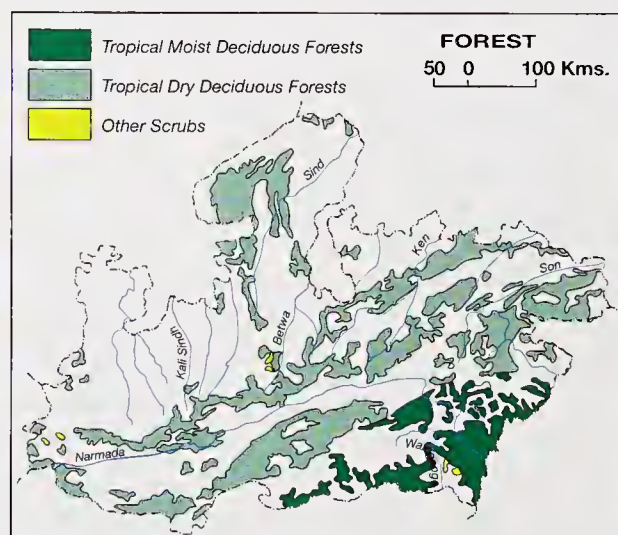 Tropical Moist Deciduous Forests
Tropical Dry Deciduous Forests
Other Scrubs
FOREST
50 0 100 Kms.
Sind
Ken
Son
Betwa
Kali Sindh
Narmada